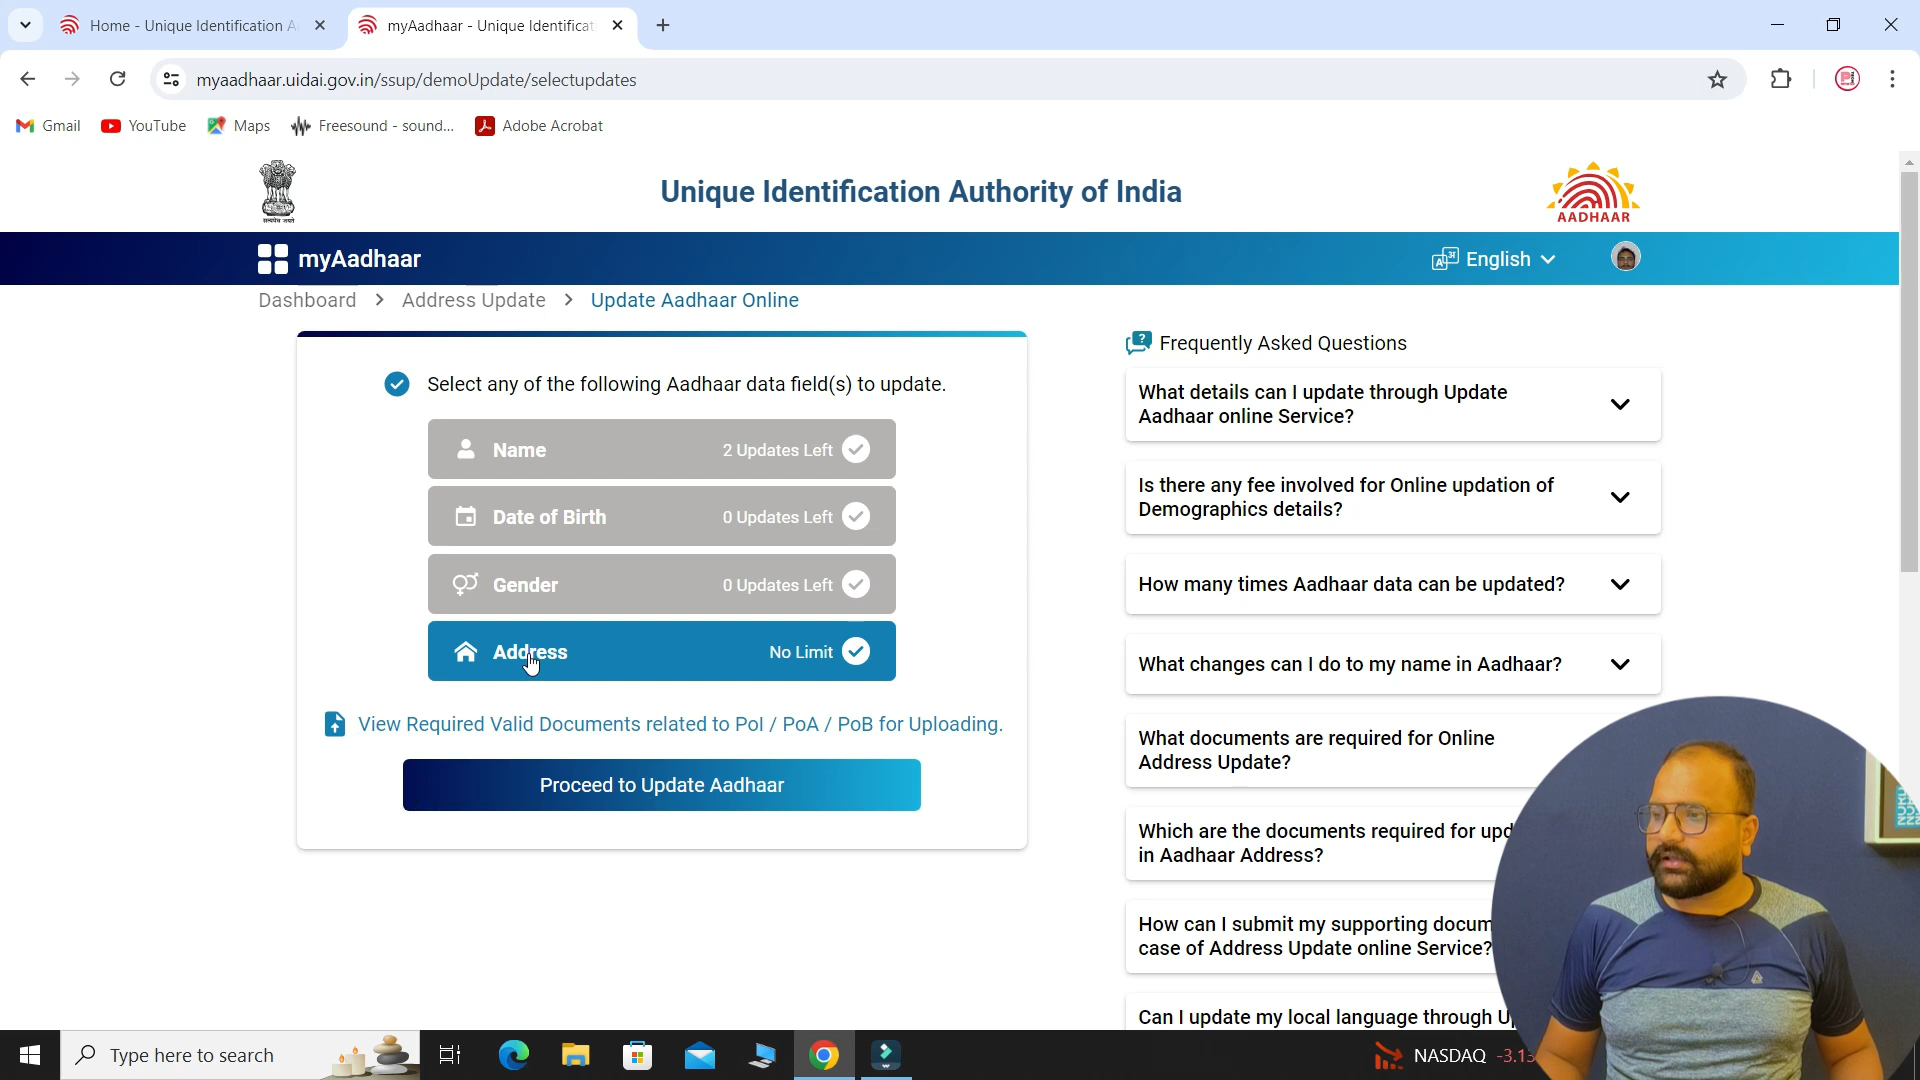 Home - Unique Identification A
myAadhaar - Unique Identificat
myaadhaar.uidai.gov.in/ssup/demoUpdate/selectupdates
Gmail
YouTube
Maps
Freesound - sound...
Adobe Acrobat
सत्यमेव जयते
Unique Identification Authority of India
AADHAAR
myAadhaar
English
Dashboard > Address Update > Update Aadhaar Online
Select any of the following Aadhaar data field(s) to update.
Name 2 Updates Left
Date of Birth 0 Updates Left
Gender 0 Updates Left
Address No Limit
View Required Valid Documents related to PoI / PoA / PoB for Uploading.
Proceed to Update Aadhaar
Frequently Asked Questions
What details can I update through Update
Aadhaar online Service?
Is there any fee involved for Online updation of
Demographics details?
How many times Aadhaar data can be updated?
What changes can I do to my name in Aadhaar?
What documents are required for Online
Address Update?
Which are the documents required for upd
in Aadhaar Address?
How can I submit my supporting docum
case of Address Update online Service?
Can I update my local language through U
Type here to search
NASDAQ -3.13